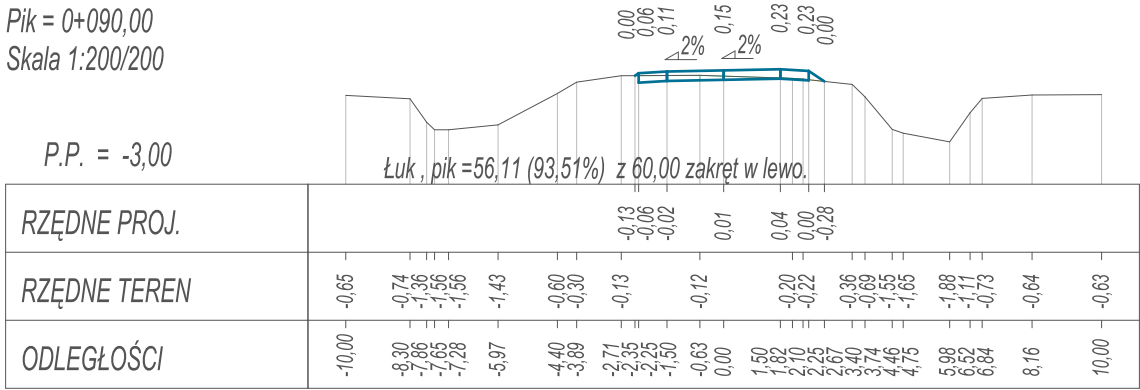 Pik = 0+090,00
Skala 1:200/200
0.00 0,06 0,11 0,15 0,23 0,23 0,00
2% 2%
P.P. = -3,00
Łuk , pik =56,11 (93,51%) z 60,00 zakręt w lewo.
RZĘDNE PROJ. -0,13 -0,06 -0,02 0,01 0,04 0,00 -0,28
RZĘDNE TEREN -0,65 -0,74 -1,36 -1,56 -1,56 -1,43 -0,60 -0,30 -0,13 -0,12 -0,20 -0,22 -0,36 -0,69 -1,55 -1,65 -1,88 -1,11 -0,73 -0,64 -0,63
ODLEGŁOŚCI -10,00 -8,30 -7,86 -7,65 -7,28 -5,97 -4,40 -3,89 -2,71 -2,35 -2,25 -1,50 -0,63 0,00 1,50 1,82 2,10 2,25 2,67 3,40 3,74 4,46 4,75 5,98 6,52 6,84 8,16 10,00